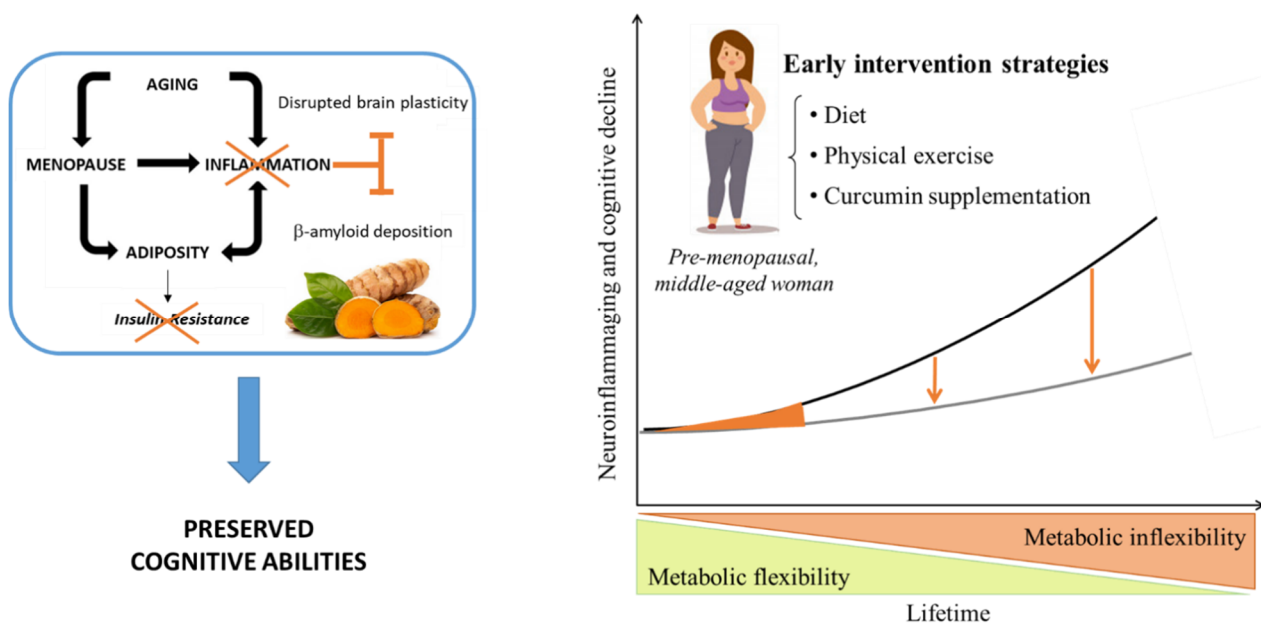 AGING
Disrupted brain plasticity
MENOPAUSE
INFLAMMATION
β-amyloid deposition
ADIPOSITY
Insulin Resistance
PRESERVED
COGNITIVE ABILITIES
Neuroinflammaging and cognitive decline
Early intervention strategies
• Diet
• Physical exercise
• Curcumin supplementation
Pre-menopausal,
middle-aged woman
Metabolic inflexibility
Metabolic flexibility
Lifetime